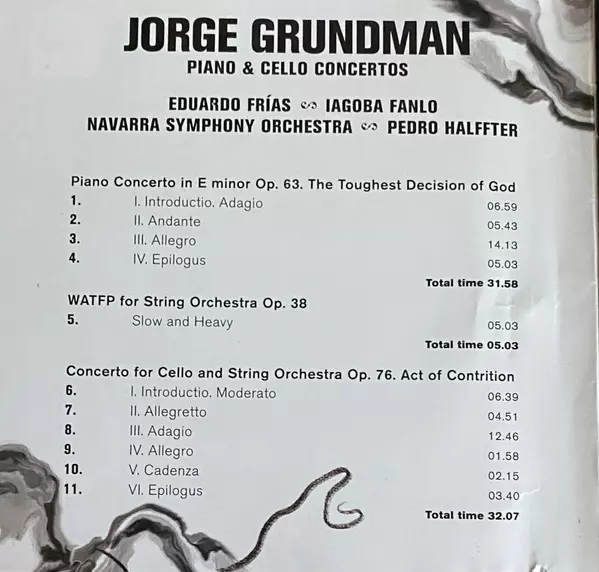 JORGE GRUNDMAN
PIANO & CELLO CONCERTOS
EDUARDO FRÍAS ∾ IAGOBA FANLO
NAVARRA SYMPHONY ORCHESTRA ∾ PEDRO HALFFTER
Piano Concerto in E minor Op. 63. The Toughest Decision of God
1. I. Introductio. Adagio 06.59
2. II. Andante 05.43
3. III. Allegro 14.13
4. IV. Epilogus 05.03
Total time 31.58
WATFP for String Orchestra Op. 38
5. Slow and Heavy 05.03
Total time 05.03
Concerto for Cello and String Orchestra Op. 76. Act of Contrition
6. I. Introductio. Moderato 06.39
7. II. Allegretto 04.51
8. III. Adagio 12.46
9. IV. Allegro 01.58
10. V. Cadenza 02.15
11. VI. Epilogus 03.40
Total time 32.07